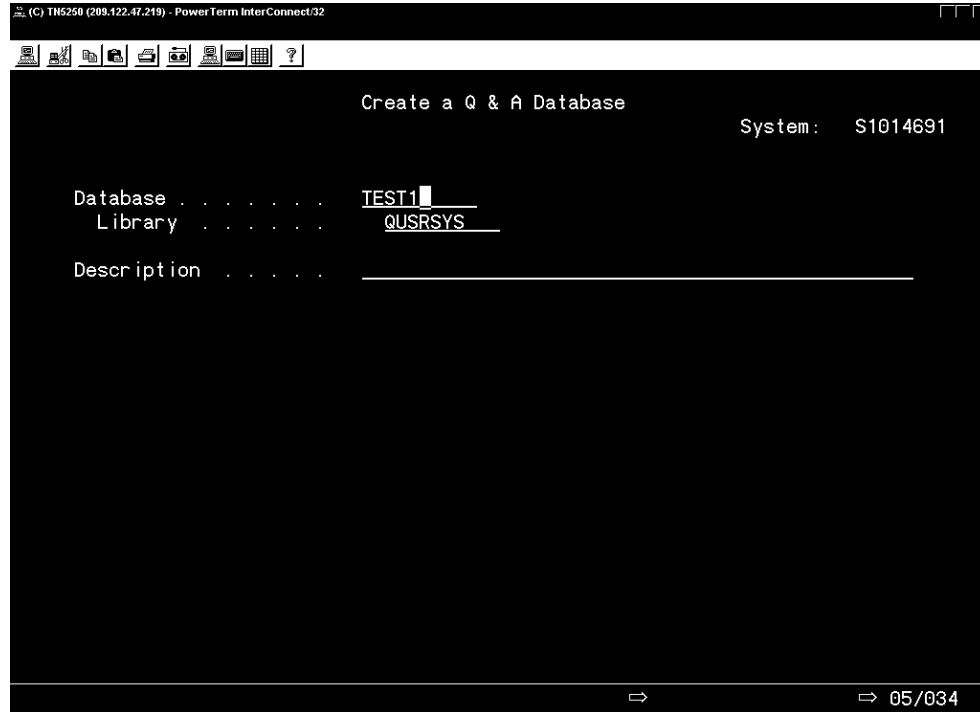 (C) TN5250 (209.122.47.219) - PowerTerm InterConnect/32
Create a Q & A Database
System: S1014691
Database . . . . . . . TEST1
Library . . . . . . QUSRSYS
Description . . . . .
⇨ ⇨ 05/034